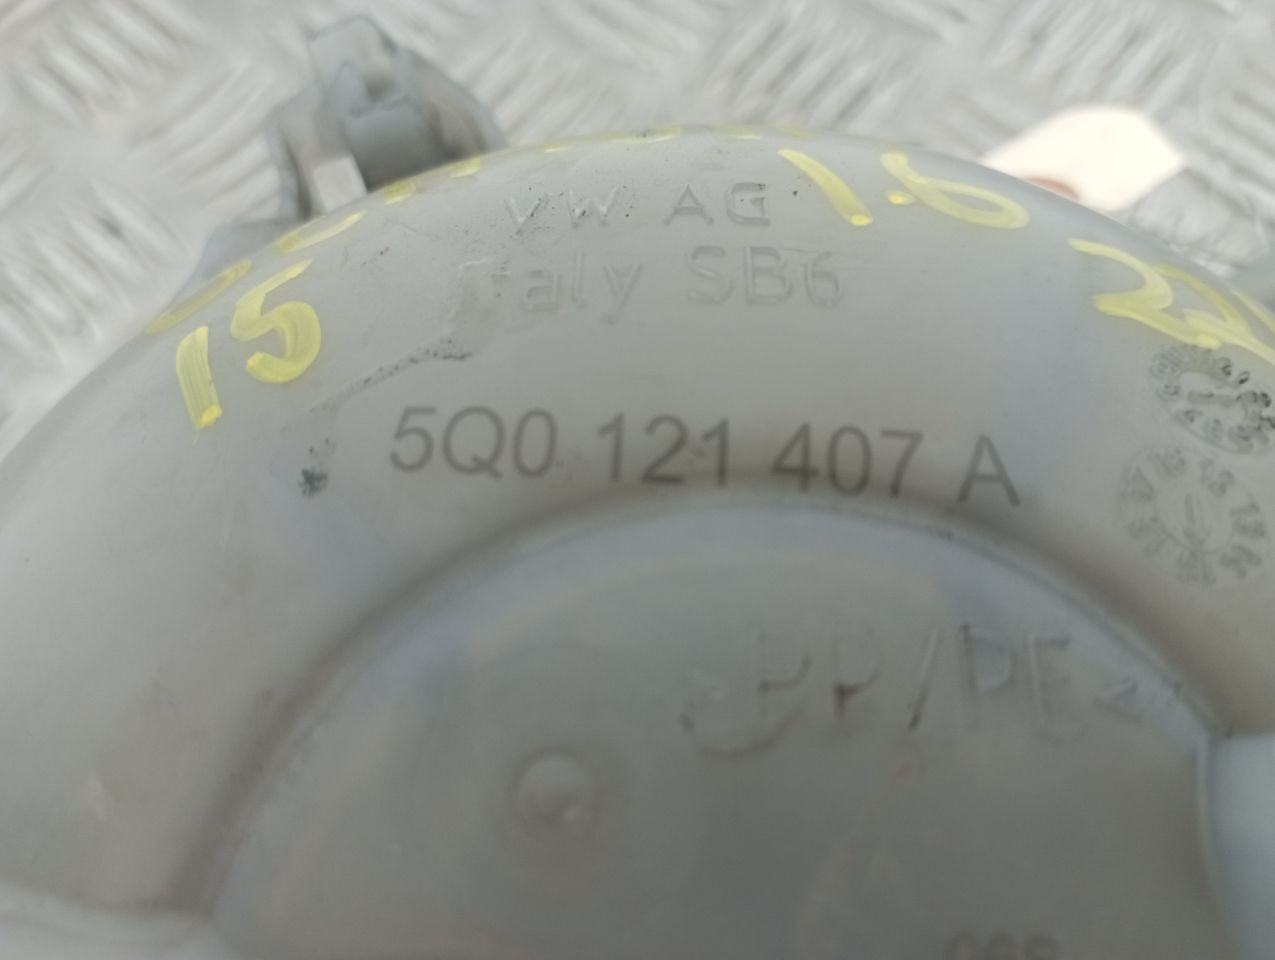 VW AG
1.6
Italy SB6
15
5Q0 121 407 A
PP/PE